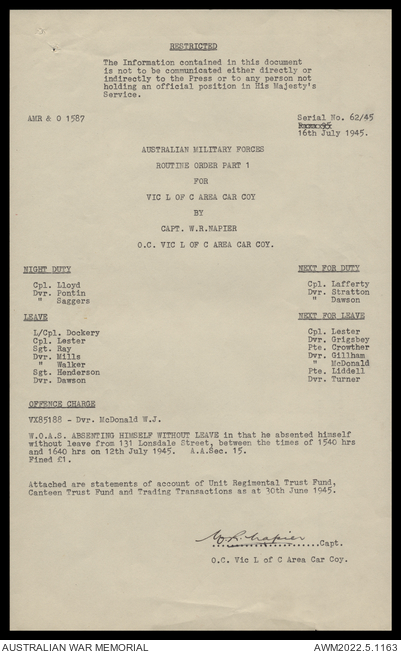 RESTRICTED
The Information contained in this document
is not to be communicated either directly or
indirectly to the Press or to any person not
holding an official position in His Majesty's
Service.
AMR & O 1587
Serial No. 62/45
16th July 1945.
AUSTRALIAN MILITARY FORCES
ROUTINE ORDER PART 1
FOR
VIC L OF C AREA CAR COY
BY
CAPT. W.R.NAPIER
O.C. VIC L OF C AREA CAR COY.
NIGHT DUTY
Cpl. Lloyd
Dvr. Pontin
" Saggers
NEXT FOR DUTY
Cpl. Lafferty
Dvr. Stratton
" Dawson
LEAVE
L/Cpl. Dockery
Cpl. Lester
Sgt. Ray
Dvr. Mills
" Walker
Sgt. Henderson
Dvr. Dawson
NEXT FOR LEAVE
Cpl. Lester
Dvr. Grigsbey
Pte. Crowther
Dvr. Gillham
" McDonald
Pte. Liddell
Dvr. Turner
OFFENCE CHARGE
VX85188 - Dvr. McDonald W.J.
W.O.A.S. ABSENTING HIMSELF WITHOUT LEAVE in that he absented himself
without leave from 131 Lonsdale Street, between the times of 1540 hrs
and 1640 hrs on 12th July 1945. A.A.Sec. 15.
Fined £1.
Attached are statements of account of Unit Regimental Trust Fund,
Canteen Trust Fund and Trading Transactions as at 30th June 1945.
W.R. Napier
....................Capt.
O.C. Vic L of C Area Car Coy.
AUSTRALIAN WAR MEMORIAL
AWM2022.5.1163